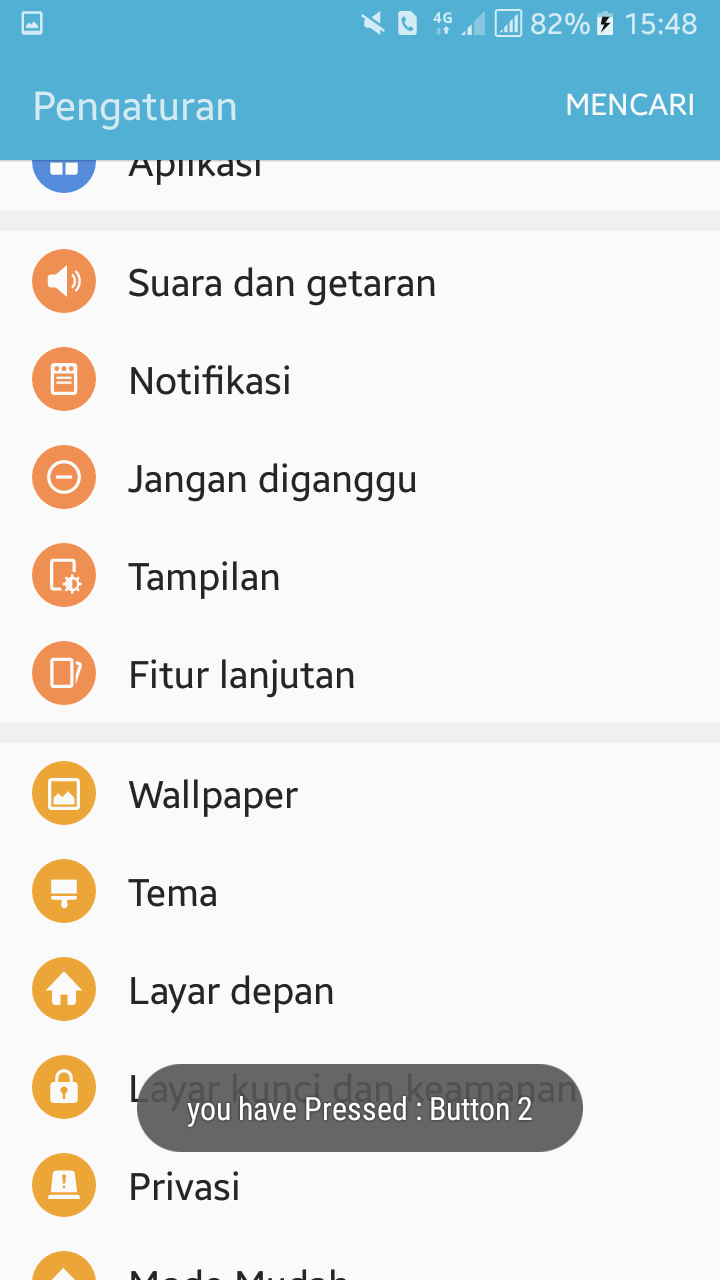 4G 82% 15:48
Pengaturan MENCARI
Aplikasi
Suara dan getaran
Notifikasi
Jangan diganggu
Tampilan
Fitur lanjutan
Wallpaper
Tema
Layar depan
Layar kunci dan keamanan
you have Pressed : Button 2
Privasi
Mode Mudah